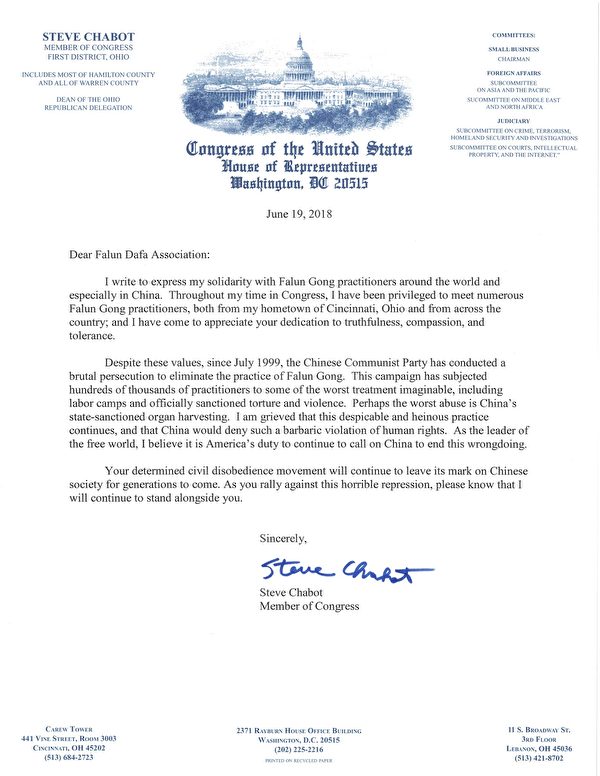 STEVE CHABOT
MEMBER OF CONGRESS
FIRST DISTRICT, OHIO
INCLUDES MOST OF HAMILTON COUNTY
AND ALL OF WARREN COUNTY
DEAN OF THE OHIO
REPUBLICAN DELEGATION
COMMITTEES:
SMALL BUSINESS
CHAIRMAN
FOREIGN AFFAIRS
SUBCOMMITTEE
ON ASIA AND THE PACIFIC
SUCOMMITTEE ON MIDDLE EAST
AND NORTH AFRICA
JUDICIARY
SUBCOMMITTEE ON CRIME, TERRORISM,
HOMELAND SECURITY AND INVESTIGATIONS
SUBCOMMITTEE ON COURTS, INTELLECTUAL
PROPERTY, AND THE INTERNET."
Congress of the United States
House of Representatives
Washington, DC 20515
June 19, 2018
Dear Falun Dafa Association:
I write to express my solidarity with Falun Gong practitioners around the world and
especially in China. Throughout my time in Congress, I have been privileged to meet numerous
Falun Gong practitioners, both from my hometown of Cincinnati, Ohio and from across the
country; and I have come to appreciate your dedication to truthfulness, compassion, and
tolerance.
Despite these values, since July 1999, the Chinese Communist Party has conducted a
brutal persecution to eliminate the practice of Falun Gong. This campaign has subjected
hundreds of thousands of practitioners to some of the worst treatment imaginable, including
labor camps and officially sanctioned torture and violence. Perhaps the worst abuse is China's
state-sanctioned organ harvesting. I am grieved that this despicable and heinous practice
continues, and that China would deny such a barbaric violation of human rights. As the leader of
the free world, I believe it is America's duty to continue to call on China to end this wrongdoing.
Your determined civil disobedience movement will continue to leave its mark on Chinese
society for generations to come. As you rally against this horrible repression, please know that I
will continue to stand alongside you.
Sincerely,
Steve Chabot
Steve Chabot
Member of Congress
CAREW TOWER
441 VINE STREET, ROOM 3003
CINCINNATI, OH 45202
(513) 684-2723
2371 RAYBURN HOUSE OFFICE BUILDING
WASHINGTON, D.C. 20515
(202) 225-2216
PRINTED ON RECYCLED PAPER
11 S. BROADWAY ST.
3RD FLOOR
LEBANON, OH 45036
(513) 421-8702